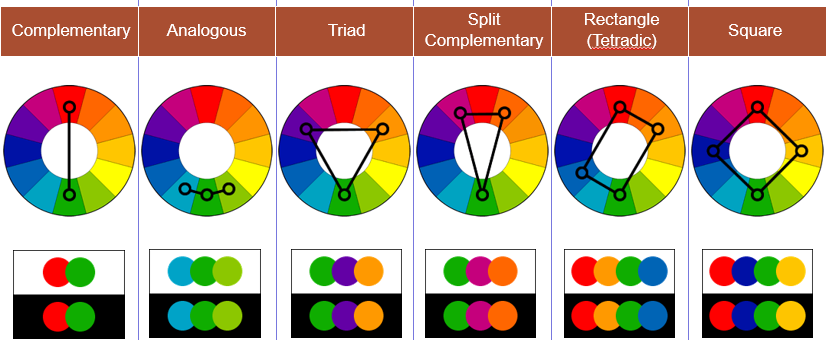 Complementary
Analogous
Triad
Split
Complementary
Rectangle
(Tetradic)
Square